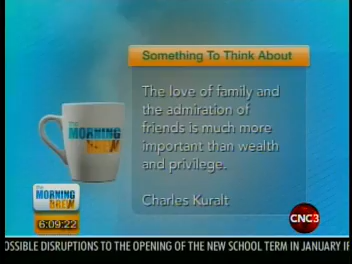 Something To Think About
The love of family and
the admiration of
friends is much more
important than wealth
and privilege.
Charles Kuralt
the
MORNING
BREW
the
MORNING
BREW
6:09:22
CNC3
OSSIBLE DISRUPTIONS TO THE OPENING OF THE NEW SCHOOL TERM IN JANUARY IF